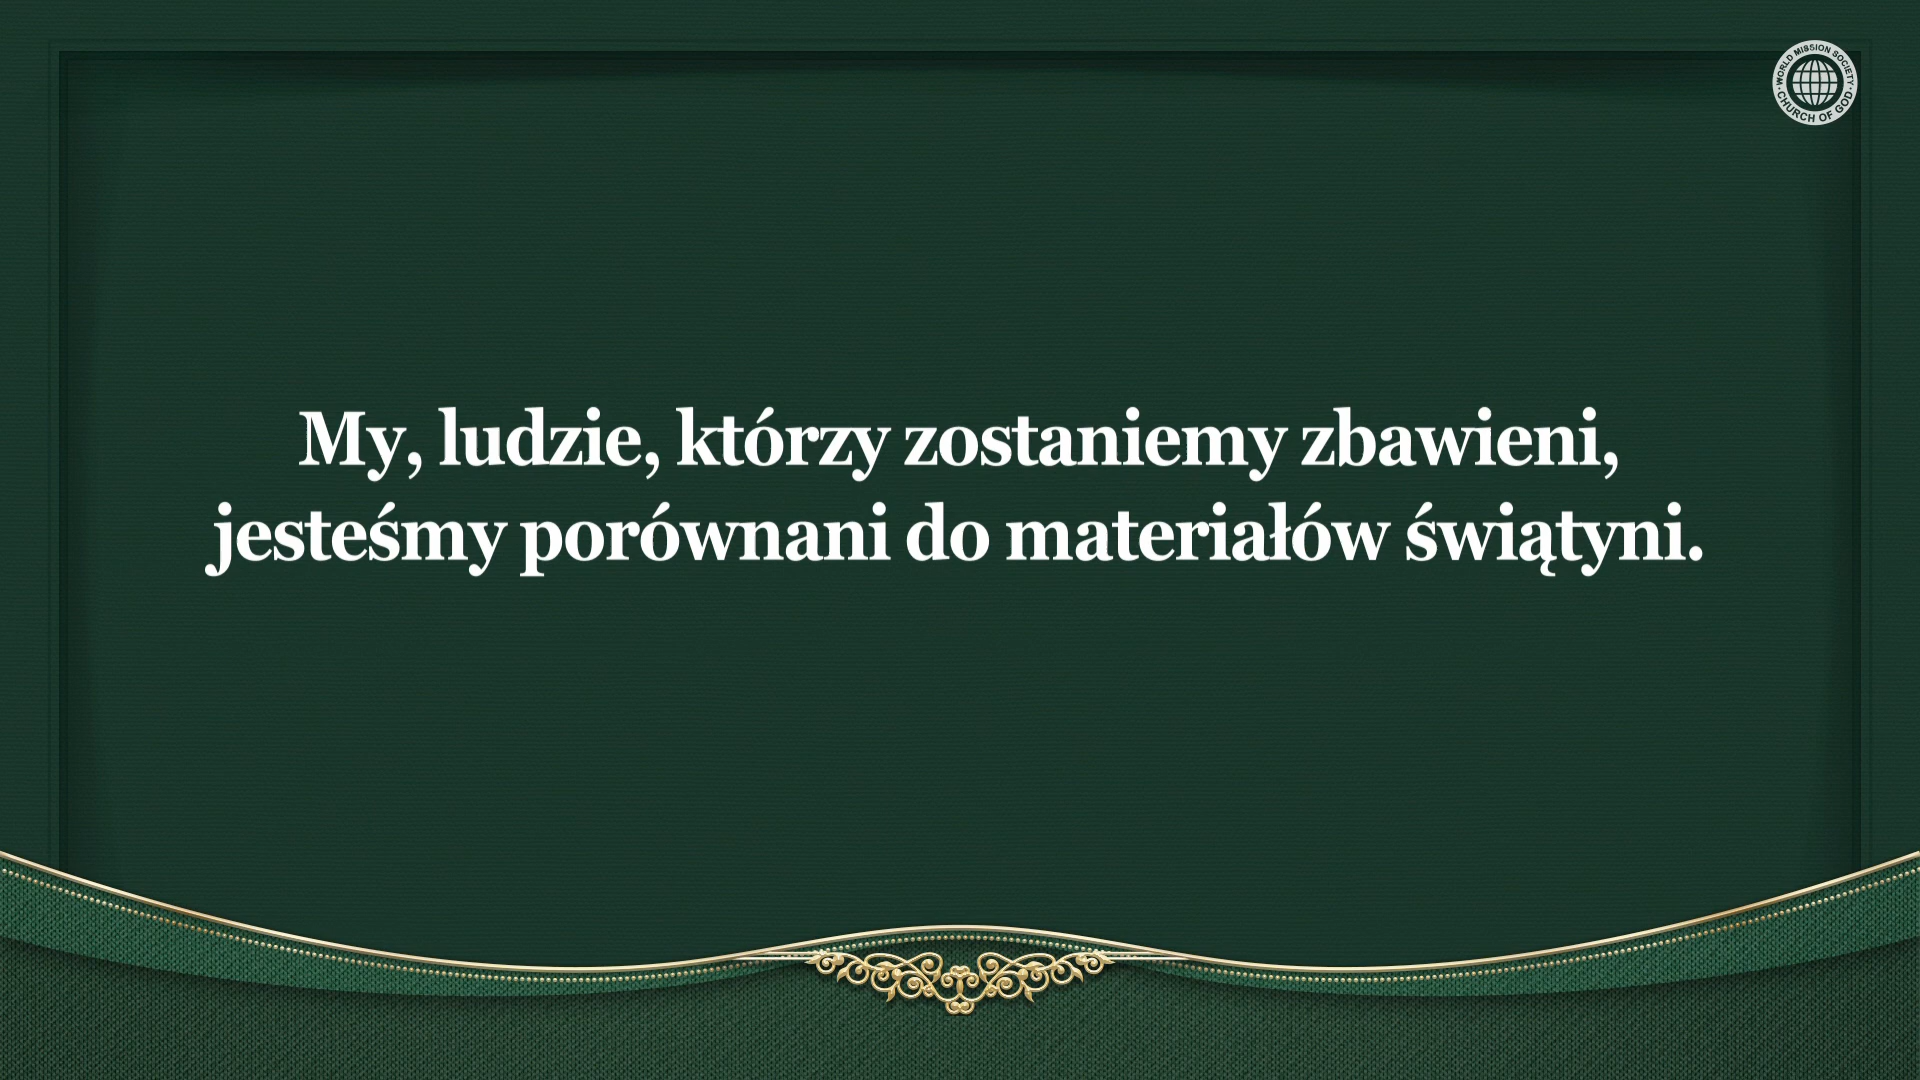 WORLD MISSION SOCIETY
CHURCH OF GOD
My, ludzie, którzy zostaniemy zbawieni,
jesteśmy porównani do materiałów świątyni.